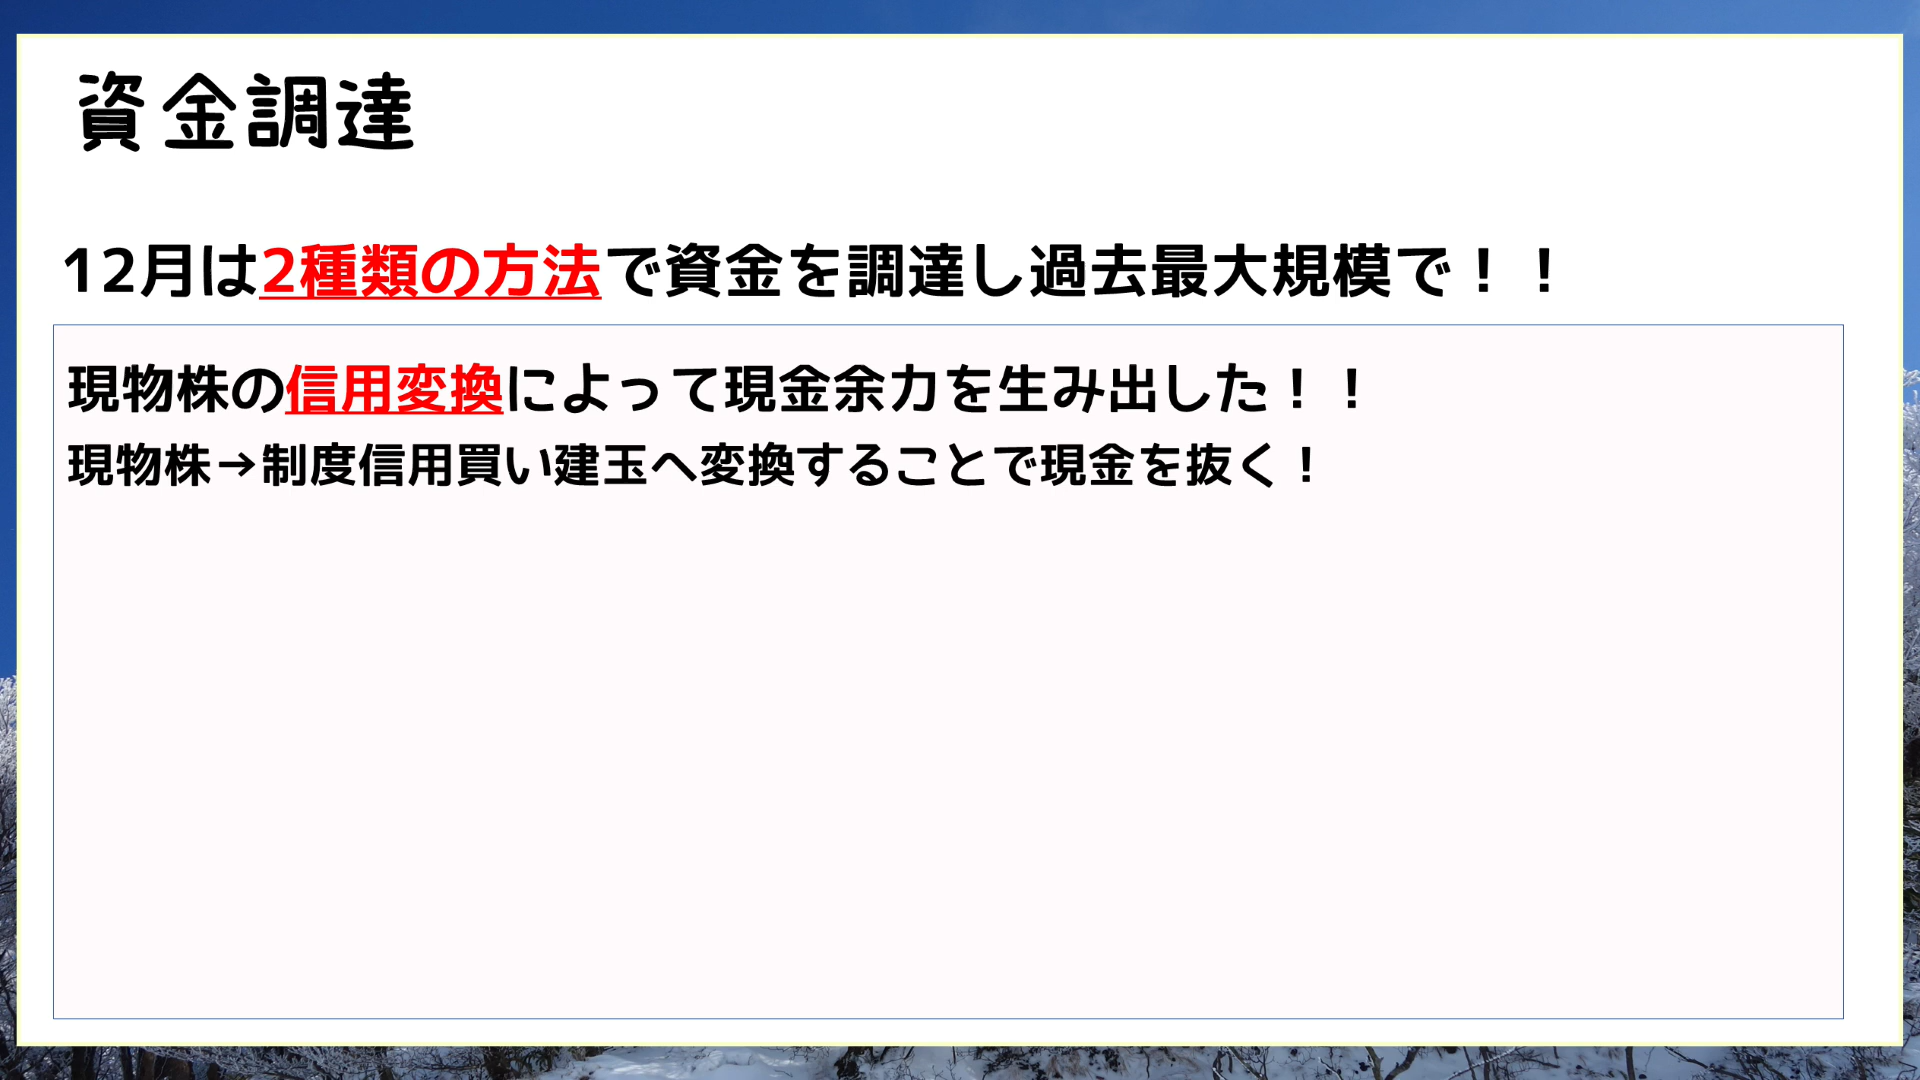 資金調達
12月は2種類の方法で資金を調達し過去最大規模で！！
現物株の信用変換によって現金余力を生み出した！！
現物株→制度信用買い建玉へ変換することで現金を抜く！